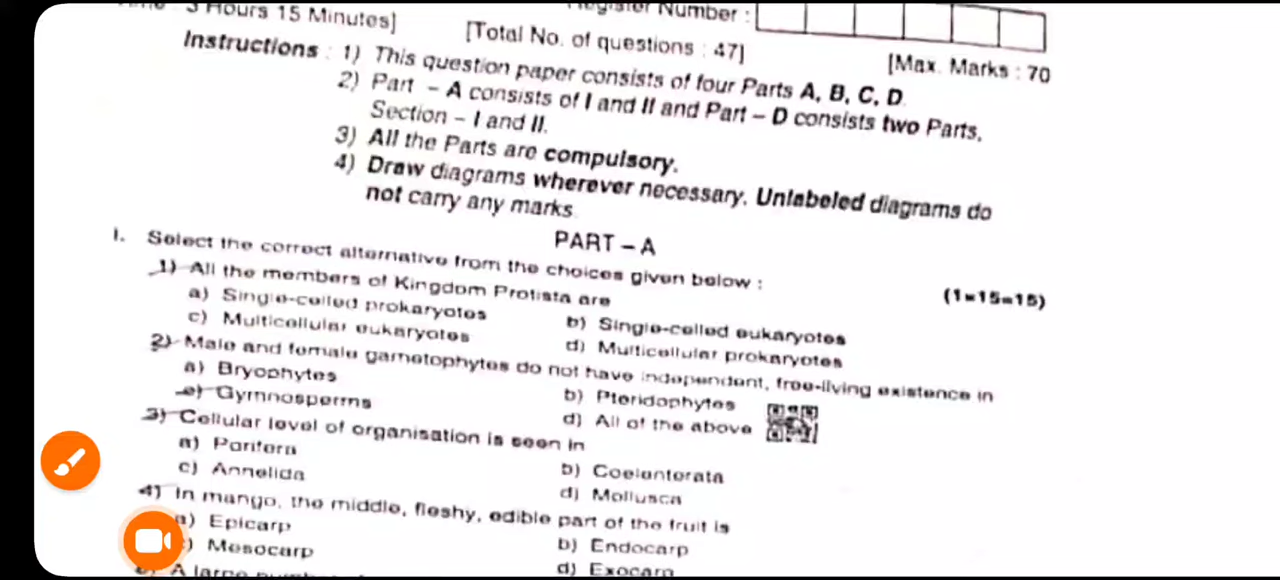 3 Hours 15 Minutes]
Register Number :
[Total No. of questions : 47]
[Max. Marks : 70
Instructions : 1) This question paper consists of four Parts A, B, C, D.
2) Part - A consists of I and II and Part – D consists two Parts,
Section – I and II.
3) All the Parts are compulsory.
4) Draw diagrams wherever necessary. Unlabeled diagrams do
not carry any marks.
PART – A
I. Select the correct alternative from the choices given below :
(1×15=15)
1) All the members of Kingdom Protista are
a) Single-celled prokaryotes
b) Single-celled eukaryotes
c) Multicellular eukaryotes
d) Multicellular prokaryotes
2) Male and female gametophytes do not have independent, free-living existence in
a) Bryophytes
b) Pteridophytes
c) Gymnosperms
d) All of the above
3) Cellular level of organisation is seen in
a) Porifera
b) Coelenterata
c) Annelida
d) Mollusca
4) In mango, the middle, fleshy, edible part of the fruit is
a) Epicarp
b) Endocarp
) Mesocarp
d) Exocarp
A large